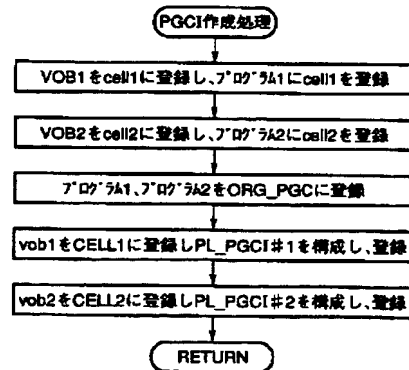 PGCI作成処理
VOB1をcell1に登録し、ﾌﾟﾛｸﾞﾗﾑ1にcell1を登録
VOB2をcell2に登録し、ﾌﾟﾛｸﾞﾗﾑ2にcell2を登録
ﾌﾟﾛｸﾞﾗﾑ1、ﾌﾟﾛｸﾞﾗﾑ2をORG_PGCに登録
vob1をCELL1に登録しPL_PGCI＃1を構成し、登録
vob2をCELL2に登録しPL_PGCI＃2を構成し、登録
RETURN